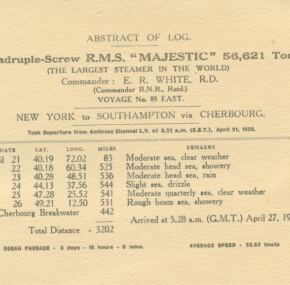 ABSTRACT OF LOG.
adruple-Screw R.M.S. "MAJESTIC" 56,621 To
(THE LARGEST STEAMER IN THE WORLD)
Commander : E. R. WHITE, R.D.
(Commander R.N.R., Retd.)
VOYAGE No. 85 EAST.
NEW YORK to SOUTHAMPTON via CHERBOURG.
Took Departure from Ambrose Channel L.V. at 8.21 a.m. (E.S.T.), April 21,
DATE LAT. LONG. MILES REMARKS
il 21 40.19 72.02 83 Moderate sea, clear weather
22 40.18 60.34 525 Moderate head sea, showery
23 40.28 48.51 536 Moderate head sea, rain
24 44.13 37.56 544 Slight sea, drizzle
25 47.28 25.52 541 Moderate quarterly sea, clear weather
26 49.21 12.50 531 Rough beam sea, showery
Cherbourg Breakwater 442
Arrived at 5.28 a.m. (G.M.T.) April 27, 19
Total Distance - 3202
OCEAN PASSAGE - 5 days - 16 hours - mins.
AVERAGE SPEED - knots